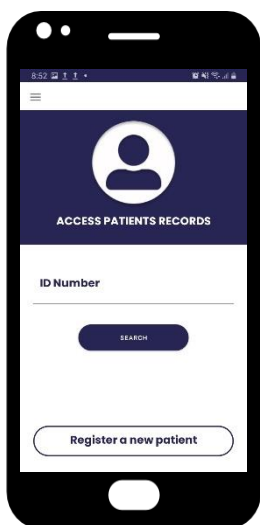 8:52
ACCESS PATIENTS RECORDS
ID Number
SEARCH
Register a new patient